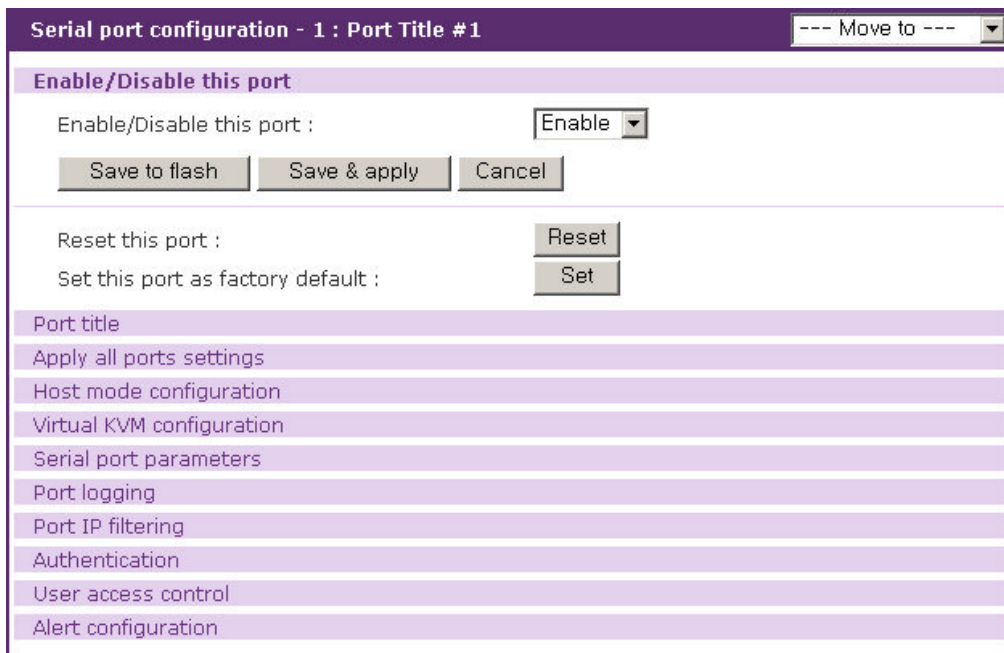 Serial port configuration - 1 : Port Title #1 --- Move to ---
Enable/Disable this port
Enable/Disable this port : Enable
Save to flash Save & apply Cancel
Reset this port : Reset
Set this port as factory default : Set
Port title
Apply all ports settings
Host mode configuration
Virtual KVM configuration
Serial port parameters
Port logging
Port IP filtering
Authentication
User access control
Alert configuration